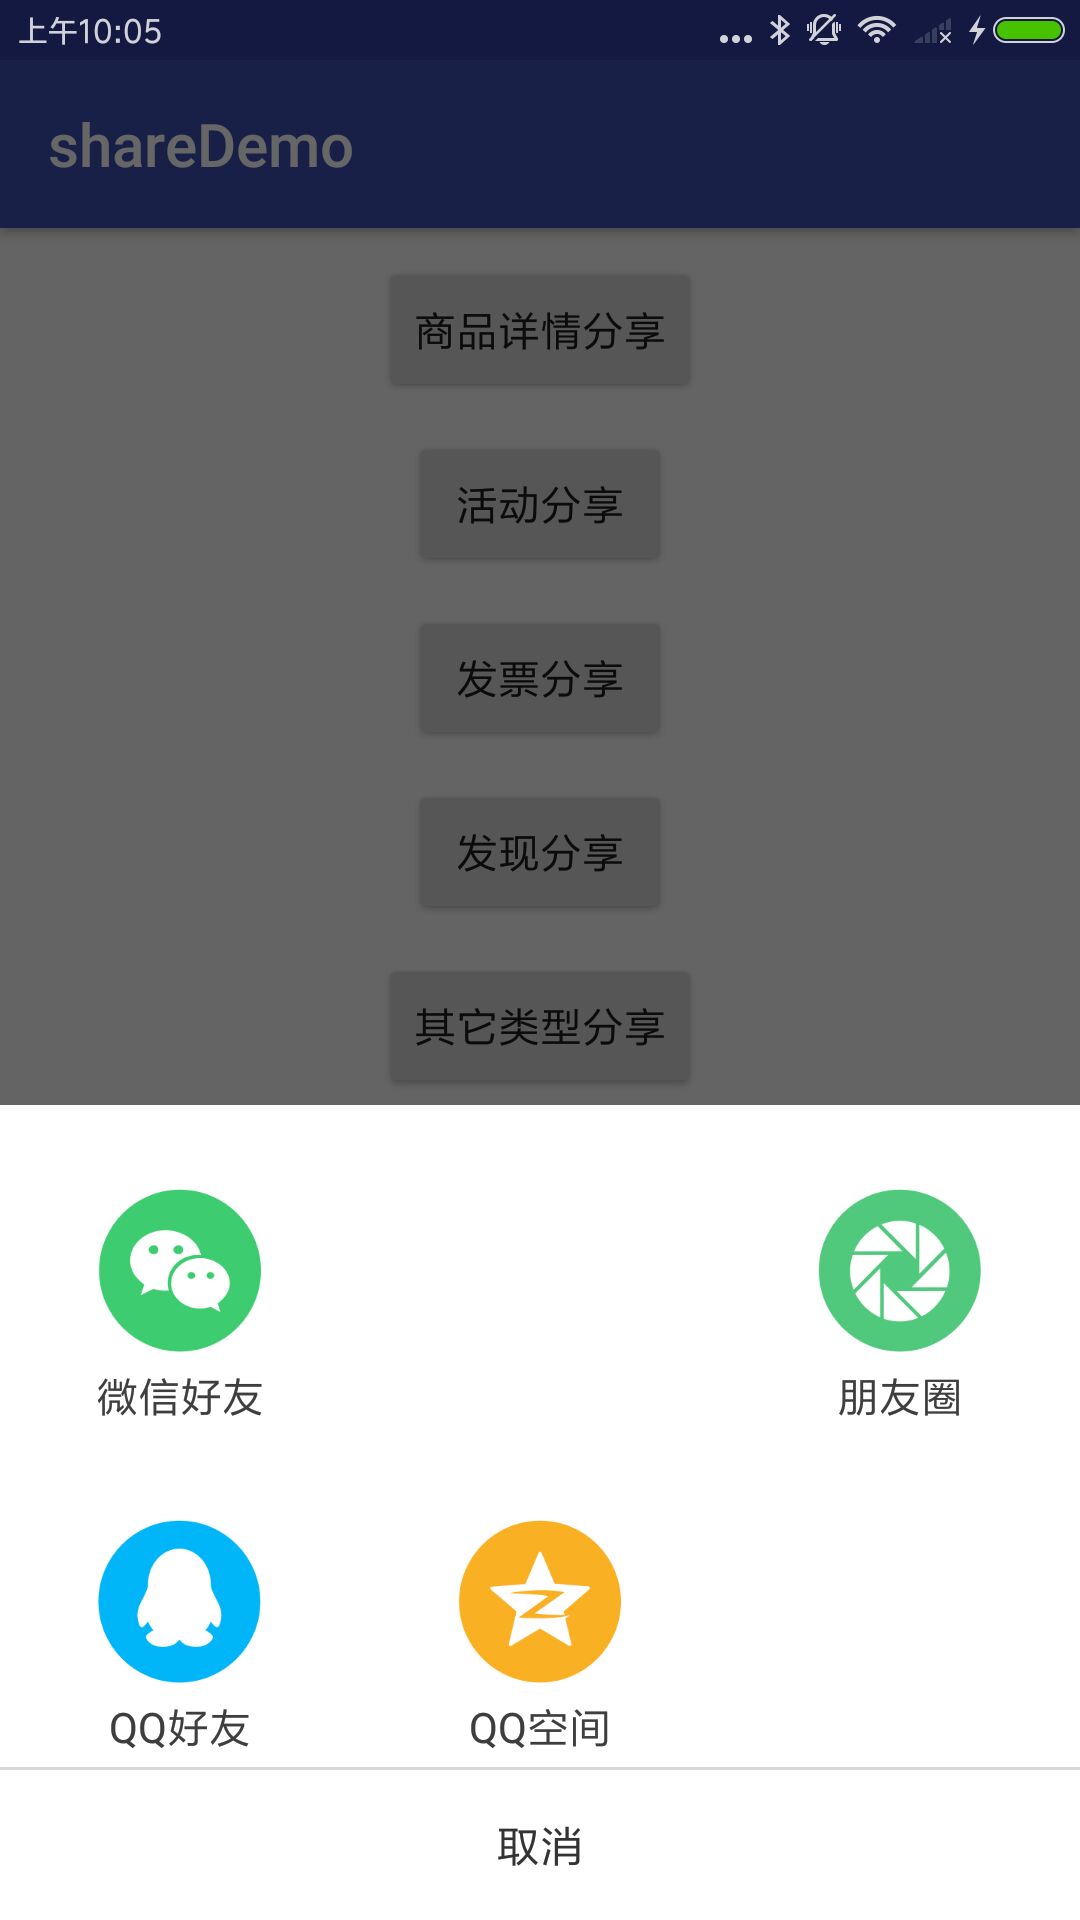 上午10:05
shareDemo
商品详情分享
活动分享
发票分享
发现分享
其它类型分享
微信好友
朋友圈
QQ好友
QQ空间
取消